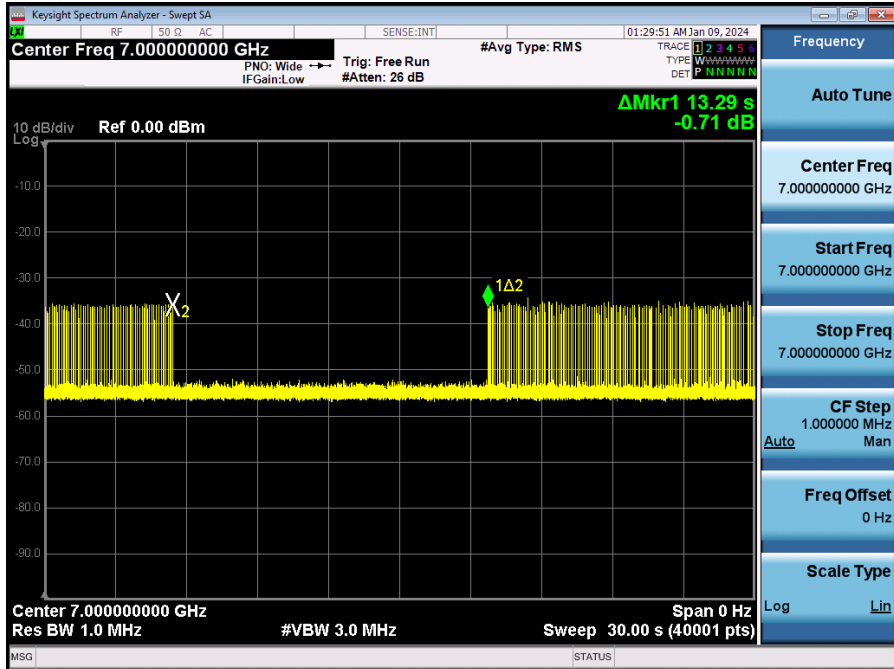 Keysight Spectrum Analyzer - Swept SA
LXI
RF
50 Ω
AC
SENSE:INT
01:29:51 AM Jan 09, 2024
Center Freq 7.000000000 GHz
PNO: Wide
IFGain:Low
Trig: Free Run
#Atten: 26 dB
#Avg Type: RMS
TRACE 1 2 3 4 5 6
TYPE W
DET P N N N N N
ΔMkr1 13.29 s
-0.71 dB
10 dB/div
Log
Ref 0.00 dBm
-10.0
-20.0
-30.0
-40.0
-50.0
-60.0
-70.0
-80.0
-90.0
X2
1Δ2
Center 7.000000000 GHz
Span 0 Hz
Res BW 1.0 MHz
#VBW 3.0 MHz
Sweep 30.00 s (40001 pts)
MSG
STATUS
Frequency
Auto Tune
Center Freq
7.000000000 GHz
Start Freq
7.000000000 GHz
Stop Freq
7.000000000 GHz
CF Step
1.000000 MHz
Auto Man
Freq Offset
0 Hz
Scale Type
Log Lin